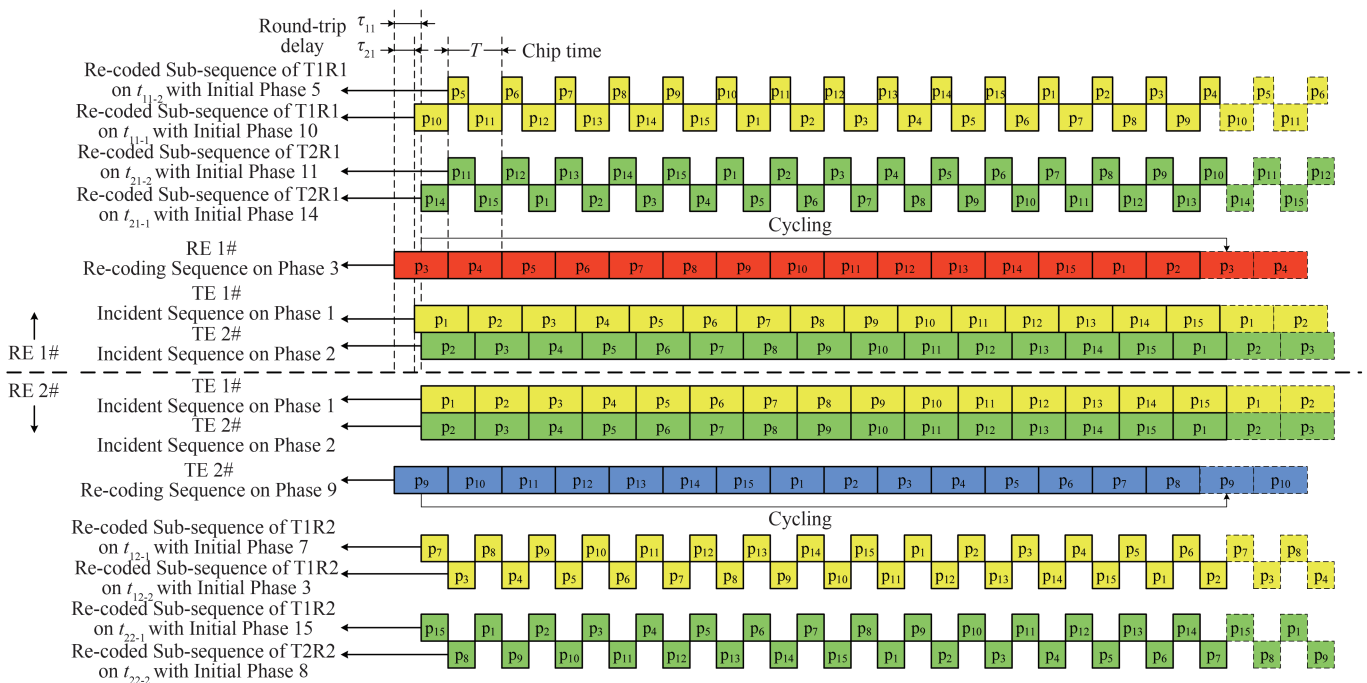 Round-trip
delay
τ11
τ21
T
Chip time
Re-coded Sub-sequence of T1R1
on t11-2 with Initial Phase 5
p5 p6 p7 p8 p9 p10 p11 p12 p13 p14 p15 p1 p2 p3 p4 p5 p6
Re-coded Sub-sequence of T1R1
on t11-1 with Initial Phase 10
p10 p11 p12 p13 p14 p15 p1 p2 p3 p4 p5 p6 p7 p8 p9 p10 p11
Re-coded Sub-sequence of T2R1
on t21-2 with Initial Phase 11
p11 p12 p13 p14 p15 p1 p2 p3 p4 p5 p6 p7 p8 p9 p10 p11 p12
Re-coded Sub-sequence of T2R1
on t21-1 with Initial Phase 14
p14 p15 p1 p2 p3 p4 p5 p6 p7 p8 p9 p10 p11 p12 p13 p14 p15
Cycling
RE 1#
Re-coding Sequence on Phase 3
p3 p4 p5 p6 p7 p8 p9 p10 p11 p12 p13 p14 p15 p1 p2 p3 p4
TE 1#
Incident Sequence on Phase 1
p1 p2 p3 p4 p5 p6 p7 p8 p9 p10 p11 p12 p13 p14 p15 p1 p2
TE 2#
Incident Sequence on Phase 2
p2 p3 p4 p5 p6 p7 p8 p9 p10 p11 p12 p13 p14 p15 p1 p2 p3
RE 1#
RE 2#
TE 1#
Incident Sequence on Phase 1
p1 p2 p3 p4 p5 p6 p7 p8 p9 p10 p11 p12 p13 p14 p15 p1 p2
TE 2#
Incident Sequence on Phase 2
p2 p3 p4 p5 p6 p7 p8 p9 p10 p11 p12 p13 p14 p15 p1 p2 p3
TE 2#
Re-coding Sequence on Phase 9
p9 p10 p11 p12 p13 p14 p15 p1 p2 p3 p4 p5 p6 p7 p8 p9 p10
Cycling
Re-coded Sub-sequence of T1R2
on t12-1 with Initial Phase 7
p7 p8 p9 p10 p11 p12 p13 p14 p15 p1 p2 p3 p4 p5 p6 p7 p8
Re-coded Sub-sequence of T1R2
on t12-2 with Initial Phase 3
p3 p4 p5 p6 p7 p8 p9 p10 p11 p12 p13 p14 p15 p1 p2 p3 p4
Re-coded Sub-sequence of T1R2
on t22-1 with Initial Phase 15
p15 p1 p2 p3 p4 p5 p6 p7 p8 p9 p10 p11 p12 p13 p14 p15 p1
Re-coded Sub-sequence of T2R2
on t22-2 with Initial Phase 8
p8 p9 p10 p11 p12 p13 p14 p15 p1 p2 p3 p4 p5 p6 p7 p8 p9